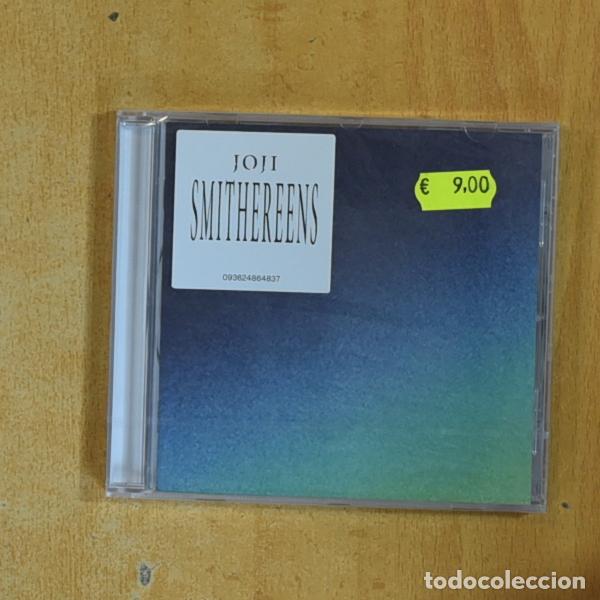 JOJI
SMITHEREENS
093624864837
€ 9,00
todocoleccion